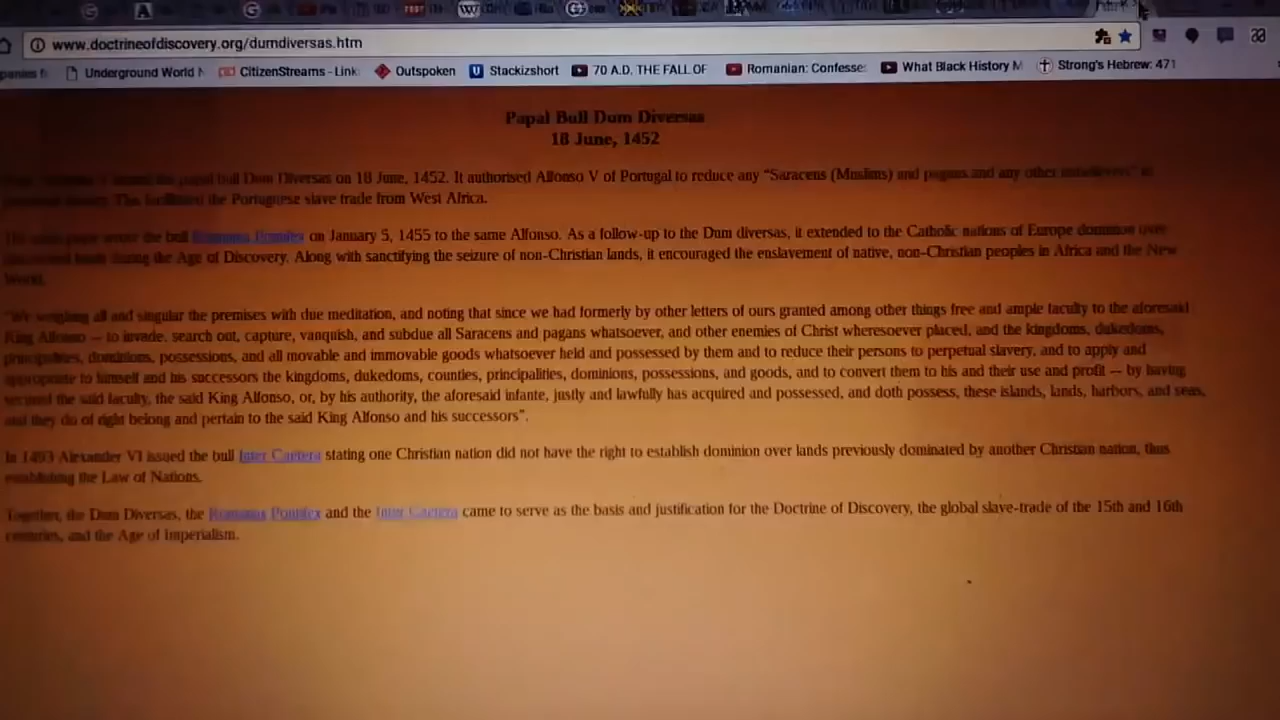 www.doctrineofdiscovery.org/dumdiversas.htm
Underground World N CitizenStreams - Link Outspoken Stackizshort 70 A.D. THE FALL OF Romanian: Confesse What Black History M Strong's Hebrew: 471
Papal Bull Dum Diversas
18 June, 1452
papal bull Dum Diversas on 18 June, 1452. It authorised Alfonso V of Portugal to reduce any "Saracens (Muslims) and pagans and any other unbelievers" to
the Portuguese slave trade from West Africa.
the bull Romanus Pontifex on January 5, 1455 to the same Alfonso. As a follow-up to the Dum diversas, it extended to the Catholic nations of Europe dominion over
during the Age of Discovery. Along with sanctifying the seizure of non-Christian lands, it encouraged the enslavement of native, non-Christian peoples in Africa and the New
World.
"We weighing all and singular the premises with due meditation, and noting that since we had formerly by other letters of ours granted among other things free and ample faculty to the aforesaid
King Alfonso — to invade, search out, capture, vanquish, and subdue all Saracens and pagans whatsoever, and other enemies of Christ wheresoever placed, and the kingdoms, dukedoms,
principalities, dominions, possessions, and all movable and immovable goods whatsoever held and possessed by them and to reduce their persons to perpetual slavery, and to apply and
appropriate to himself and his successors the kingdoms, dukedoms, counties, principalities, dominions, possessions, and goods, and to convert them to his and their use and profit — by having
secured the said faculty, the said King Alfonso, or, by his authority, the aforesaid infante, justly and lawfully has acquired and possessed, and doth possess, these islands, lands, harbors, and seas,
and they do of right belong and pertain to the said King Alfonso and his successors".
In 1493 Alexander VI issued the bull Inter Caetera stating one Christian nation did not have the right to establish dominion over lands previously dominated by another Christian nation, thus
establishing the Law of Nations.
Together, the Dum Diversas, the Romanus Pontifex and the Inter Caetera came to serve as the basis and justification for the Doctrine of Discovery, the global slave-trade of the 15th and 16th
centuries, and the Age of Imperialism.